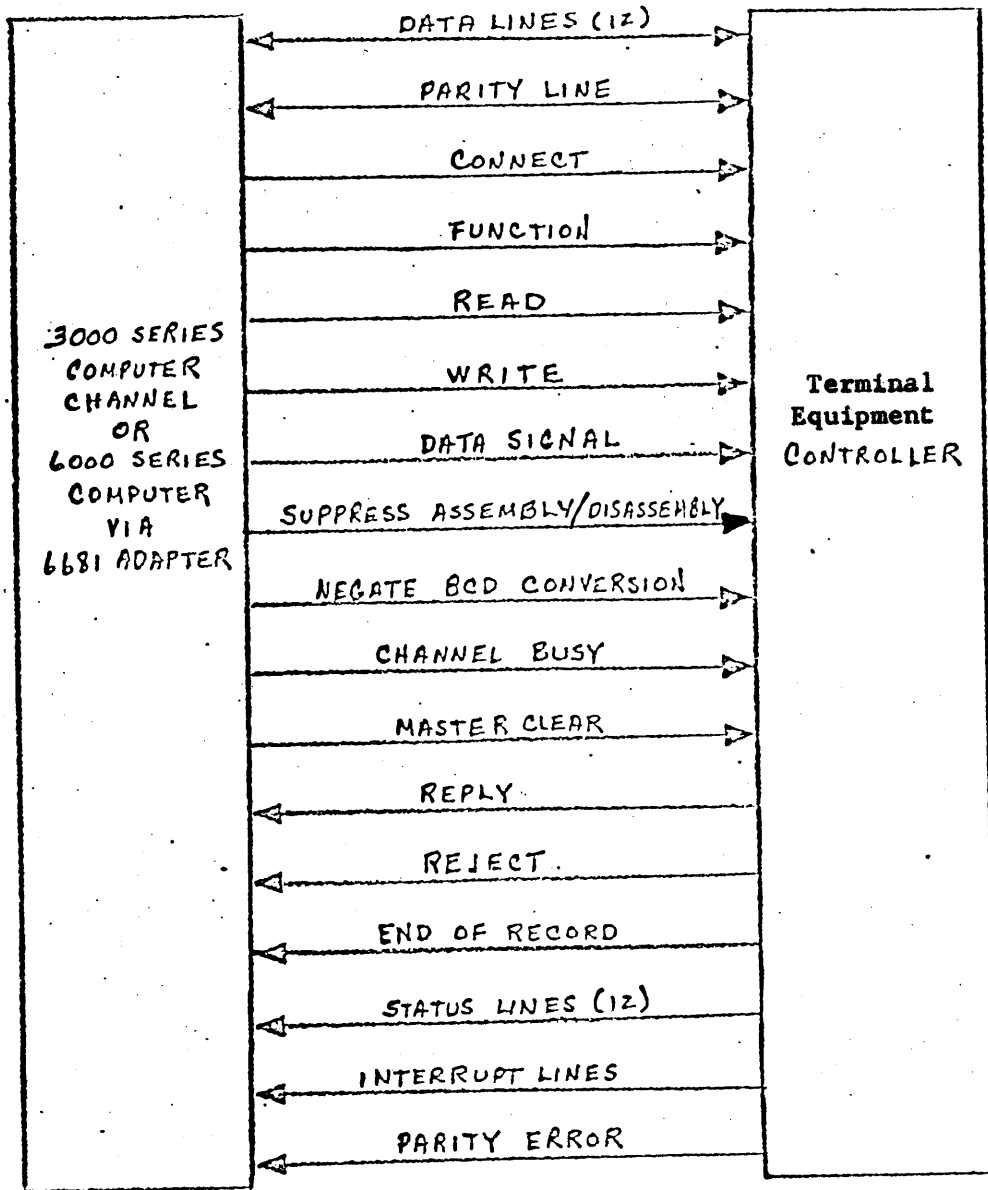 DATA LINES (12)
PARITY LINE
CONNECT
FUNCTION
READ
WRITE
DATA SIGNAL
SUPPRESS ASSEMBLY/DISASSEMBLY
NEGATE BCD CONVERSION
CHANNEL BUSY
MASTER CLEAR
REPLY
REJECT
END OF RECORD
STATUS LINES (12)
INTERRUPT LINES
PARITY ERROR
3000 SERIES
COMPUTER
CHANNEL
OR
6000 SERIES
COMPUTER
VIA
6681 ADAPTER
Terminal
Equipment
CONTROLLER